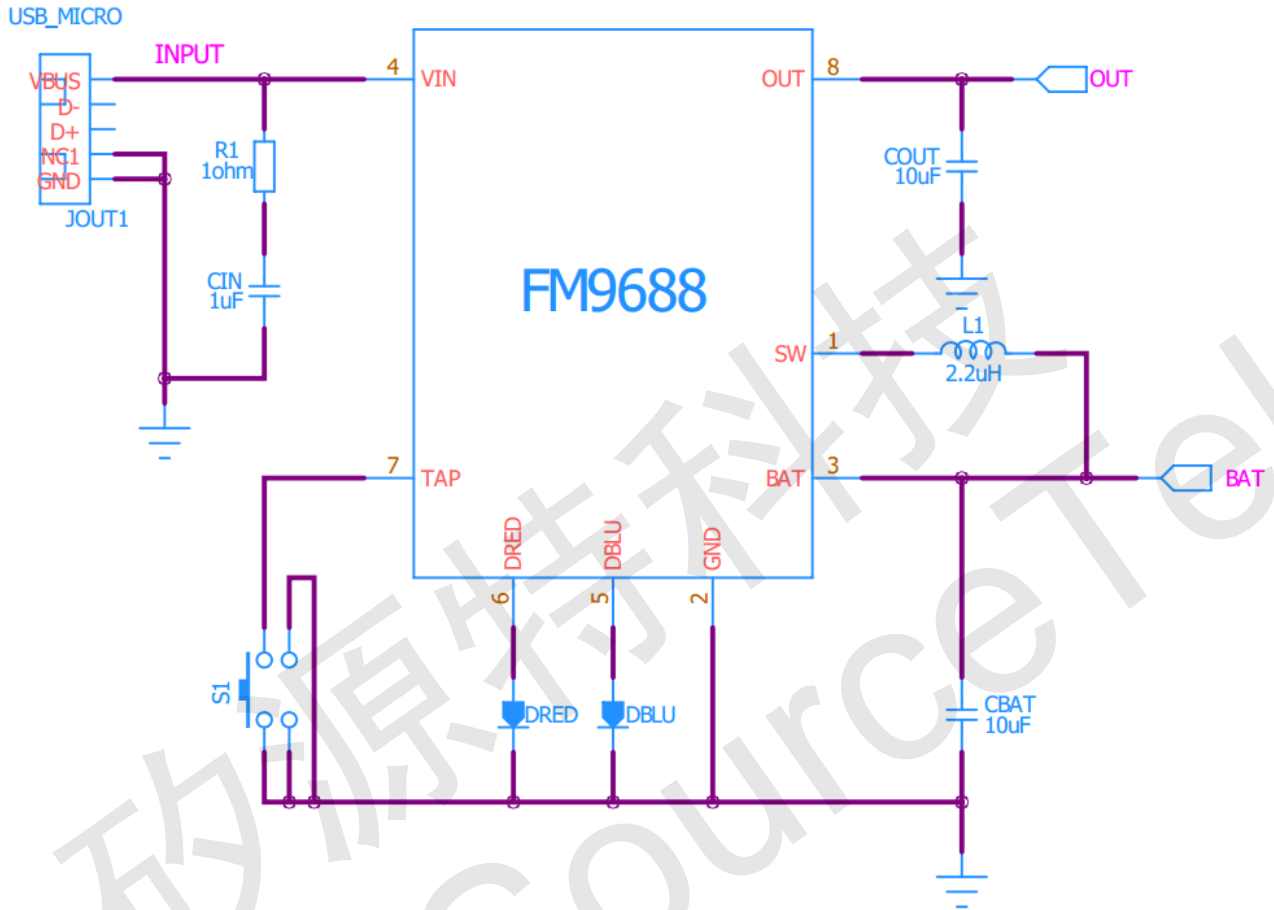 USB_MICRO
INPUT
VBUS
D-
D+
NC1
GND
JOUT1
R1
1ohm
CIN
1uF
4
VIN
OUT
8
OUT
COUT
10uF
FM9688
SW
1
L1
2.2uH
7
TAP
BAT
3
BAT
DRED
DBLU
GND
6
5
2
S1
DRED
DBLU
CBAT
10uF
矽源特科技
ourceTe